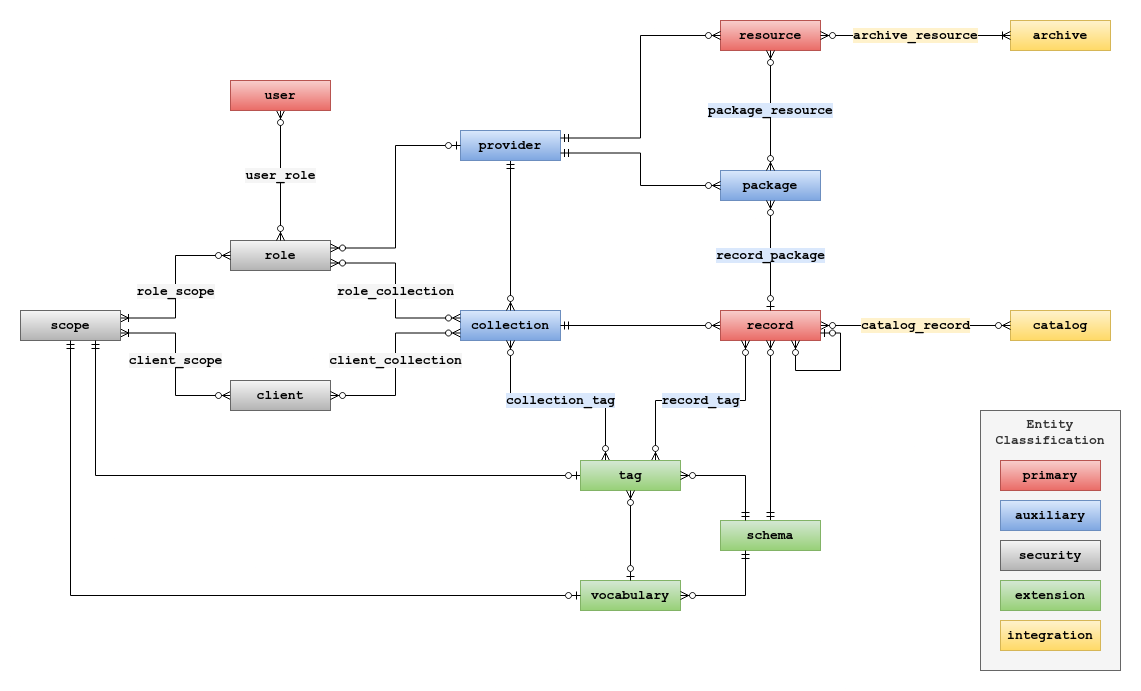 resource
archive_resource
archive
user
package_resource
provider
user_role
package
role
record_package
role_scope
role_collection
scope
collection
record
catalog_record
catalog
client_scope
client_collection
client
collection_tag
record_tag
tag
schema
vocabulary
Entity
Classification
primary
auxiliary
security
extension
integration